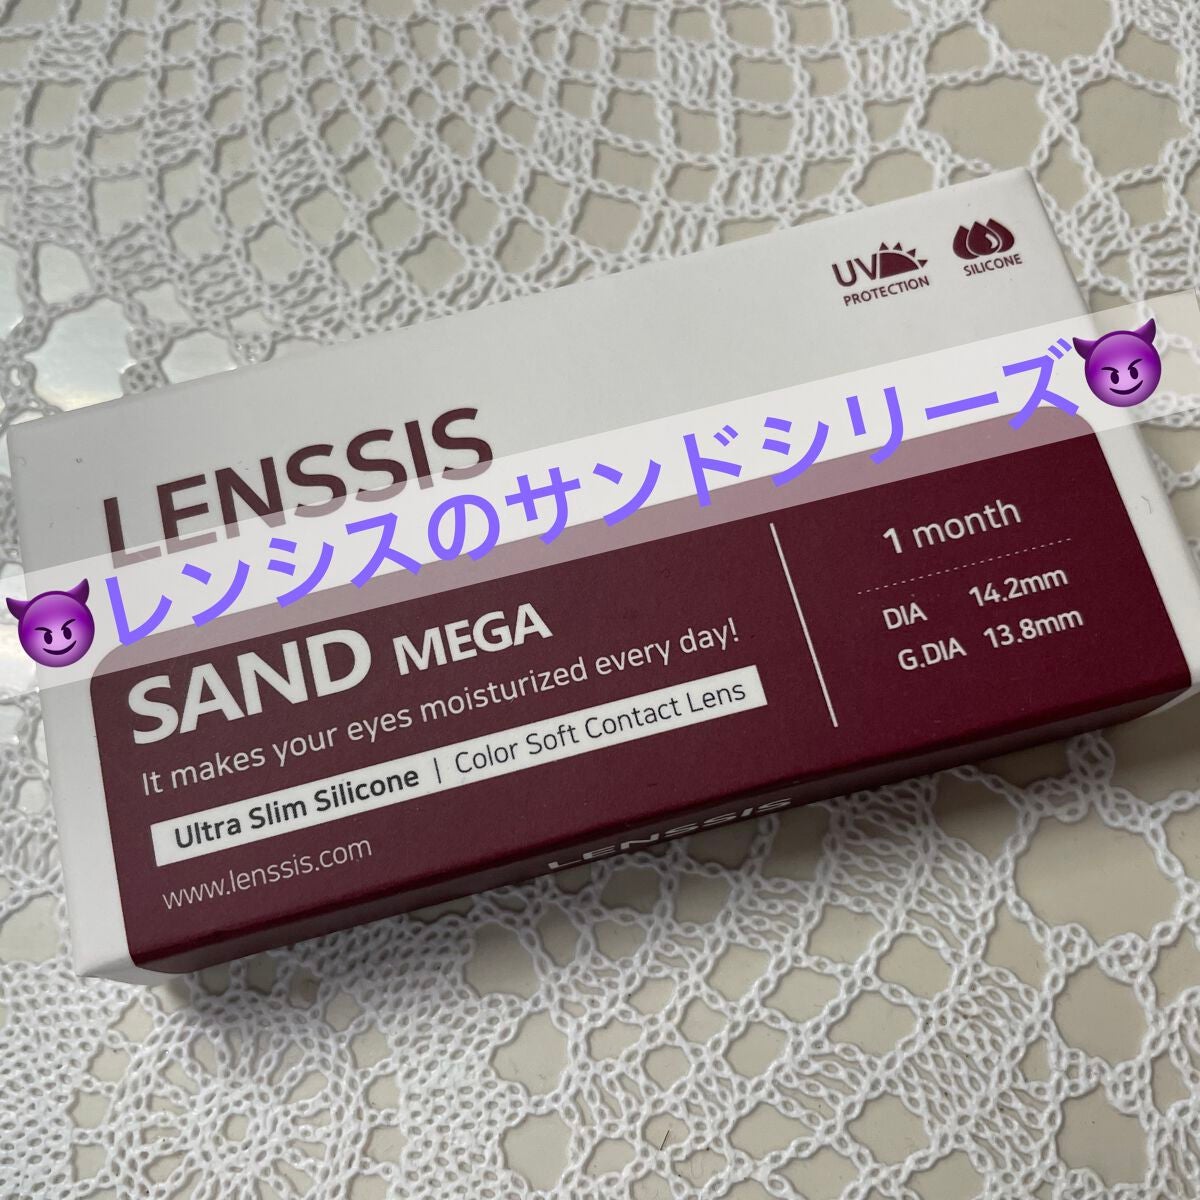 UV
PROTECTION
SILICONE
LENSSIS
😈レンシスのサンドシリーズ😈
SAND MEGA
It makes your eyes moisturized every day!
Ultra Slim Silicone | Color Soft Contact Lens
www.lenssis.com
1 month
DIA 14.2mm
G.DIA 13.8mm
LENSSIS